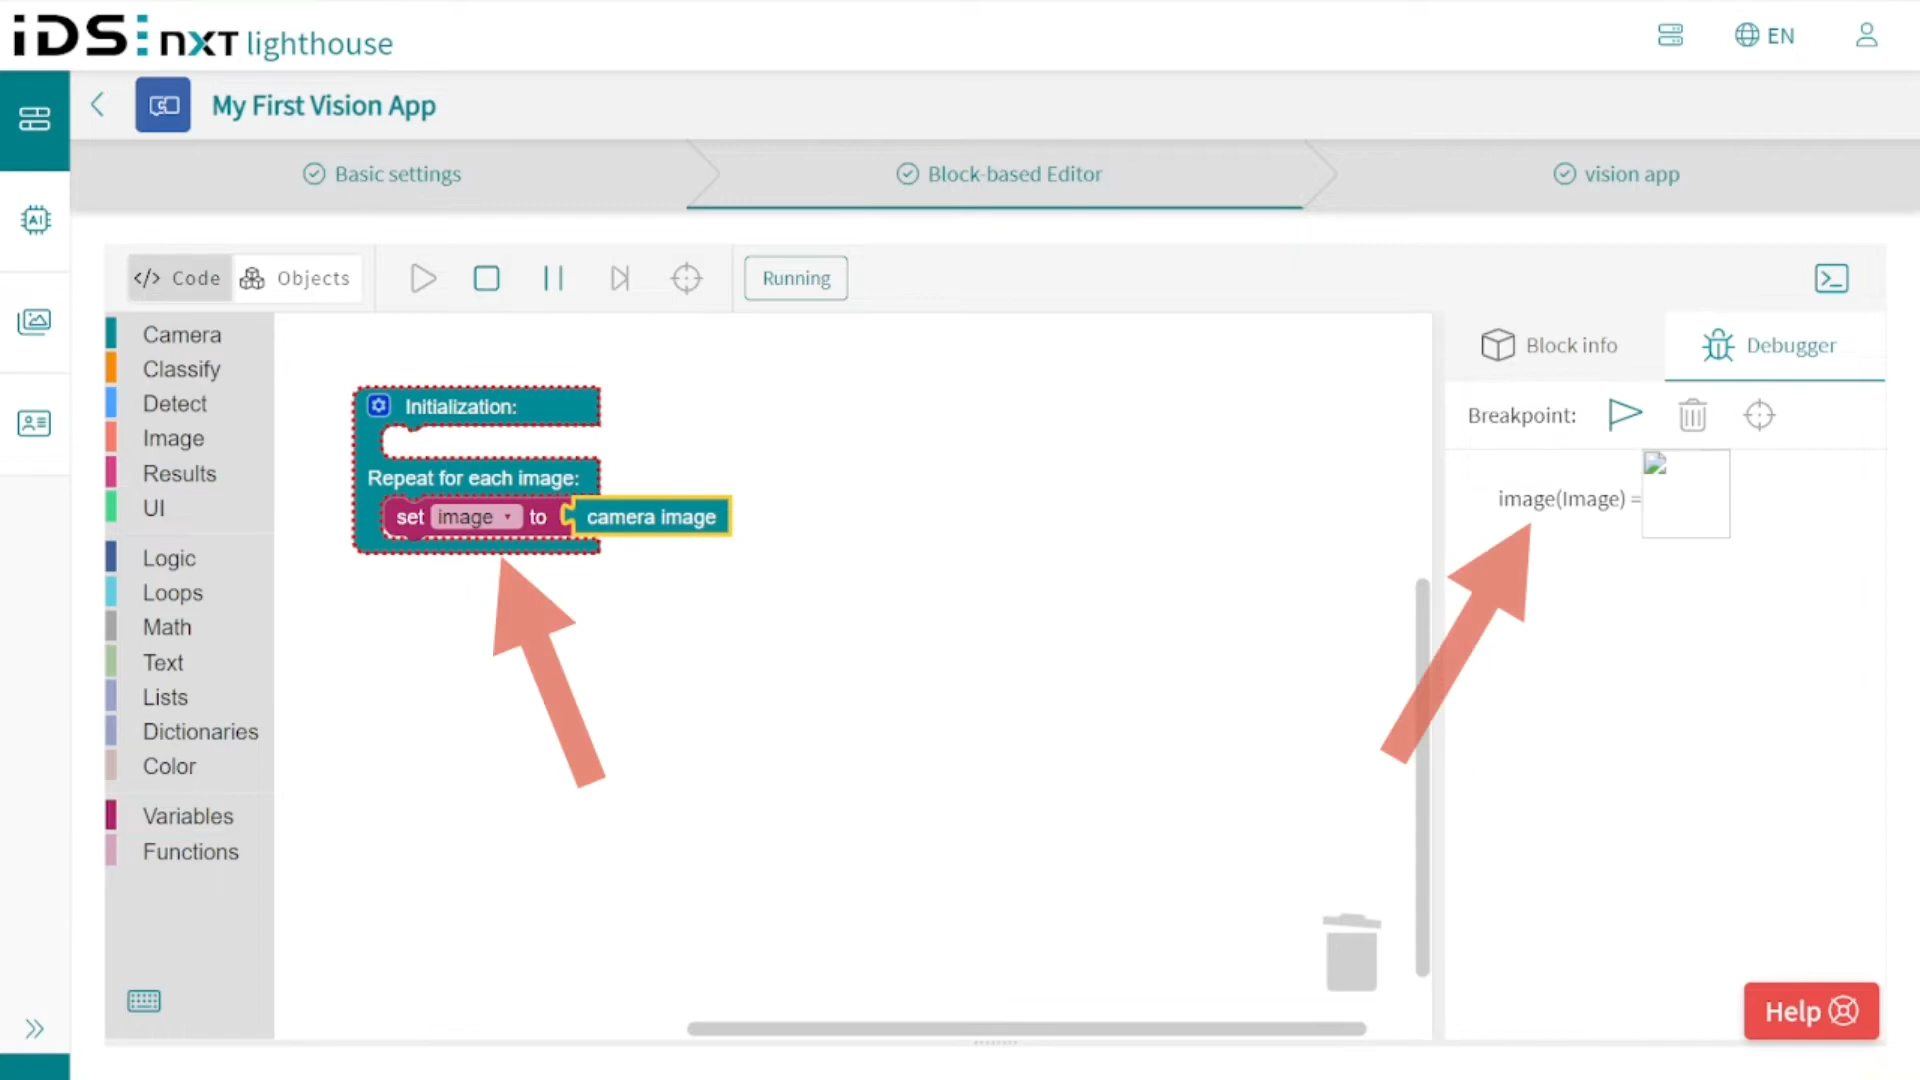 iDS:nxt lighthouse
EN
My First Vision App
Basic settings
Block-based Editor
vision app
</> Code
Objects
Running
>_
Camera
Classify
Detect
Image
Results
UI
Logic
Loops
Math
Text
Lists
Dictionaries
Color
Variables
Functions
Initialization:
Repeat for each image:
set image to camera image
Block info
Debugger
Breakpoint:
image(Image) =
AI
Help